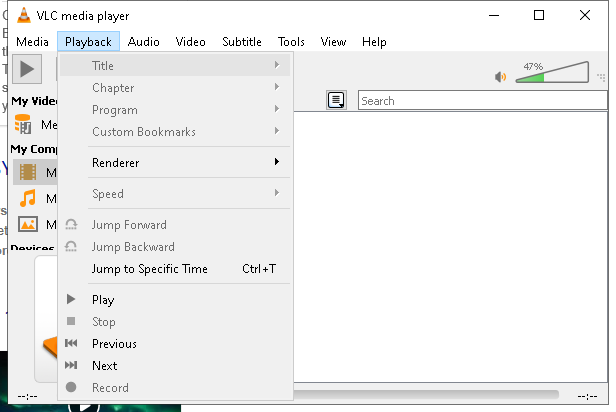 VLC media player
Media Playback Audio Video Subtitle Tools View Help
Title
47%
Chapter
Search
My Vide
Program
Me
Custom Bookmarks
My Comp
Renderer
M
Speed
M
M
Jump Forward
Devices
Jump Backward
Jump to Specific Time Ctrl+T
Play
Stop
Previous
Next
Record
--:-- --:--